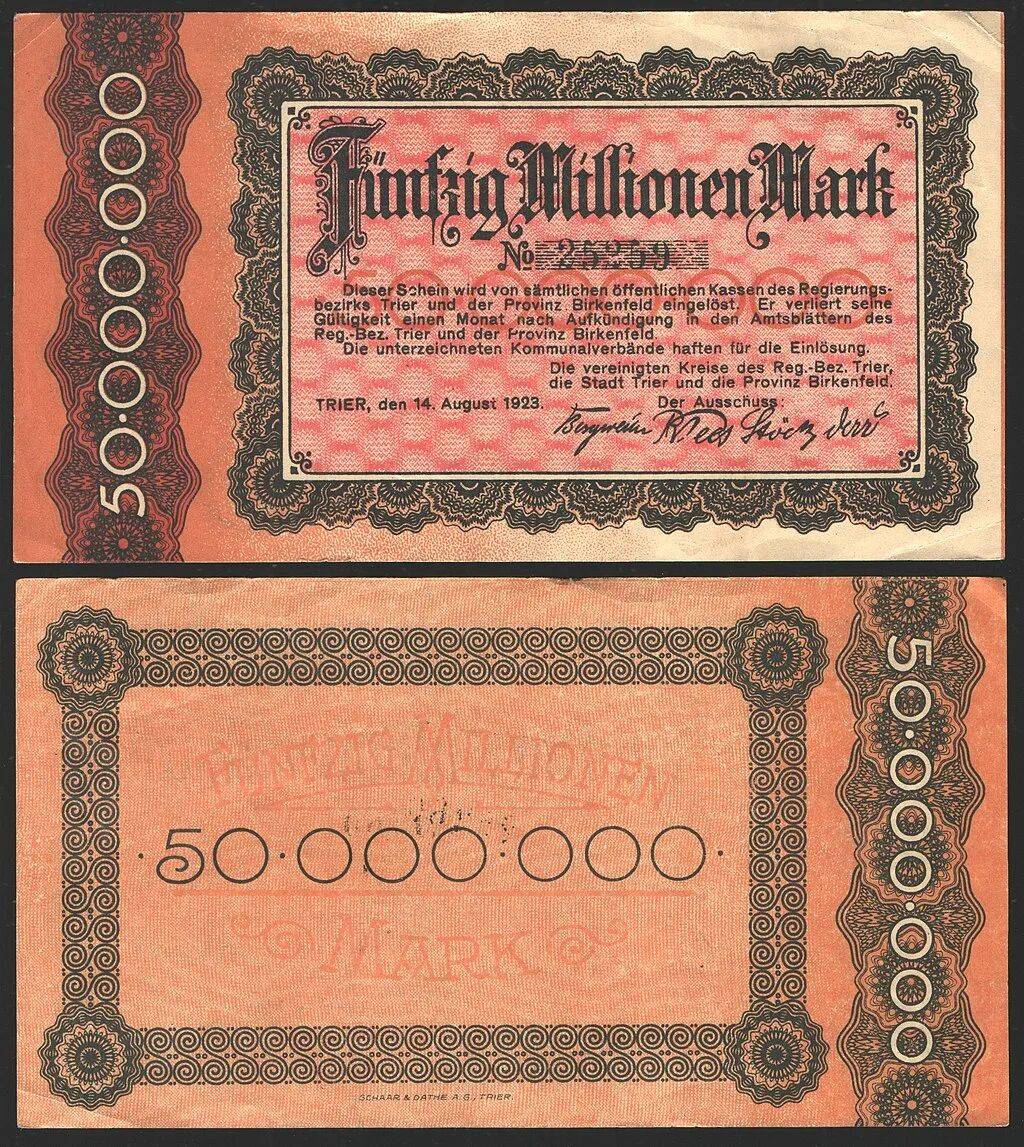 50·000·000
Fünfzig Millionen Mark
No 25259
50 000 000
Dieser Schein wird von sämtlichen öffentlichen Kassen des Regierungs-
bezirks Trier und der Provinz Birkenfeld eingelöst. Er verliert seine
Gültigkeit einen Monat nach Aufkündigung in den Amtsblättern des
Reg.-Bez. Trier und der Provinz Birkenfeld.
Die unterzeichneten Kommunalverbände haften für die Einlösung.
Die vereinigten Kreise des Reg.-Bez. Trier,
die Stadt Trier und die Provinz Birkenfeld.
TRIER, den 14. August 1923. Der Ausschuss:
FÜNFZIG MILLIONEN
·50·000·000·
MARK
50·000·000
SCHAAR & DATHE A.G., TRIER.